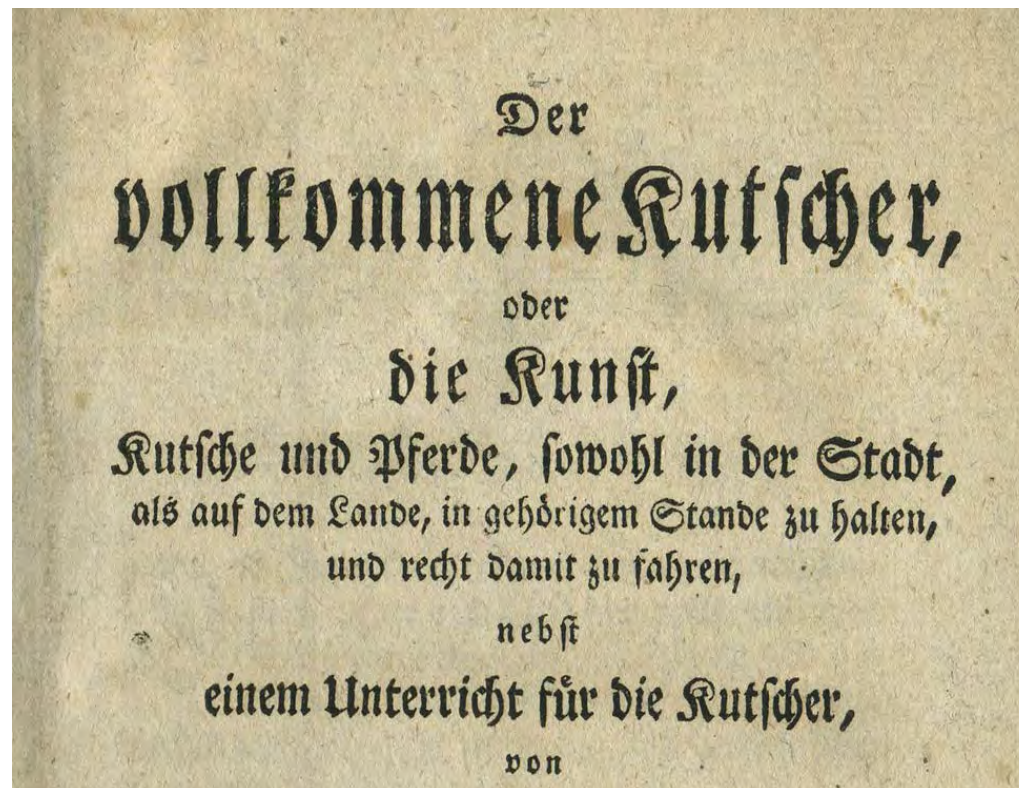 Der
vollkommene Kutscher,
oder
die Kunst,
Kutsche und Pferde, sowohl in der Stadt,
als auf dem Lande, in gehörigem Stande zu halten,
und recht damit zu fahren,
nebst
einem Unterricht für die Kutscher,
von